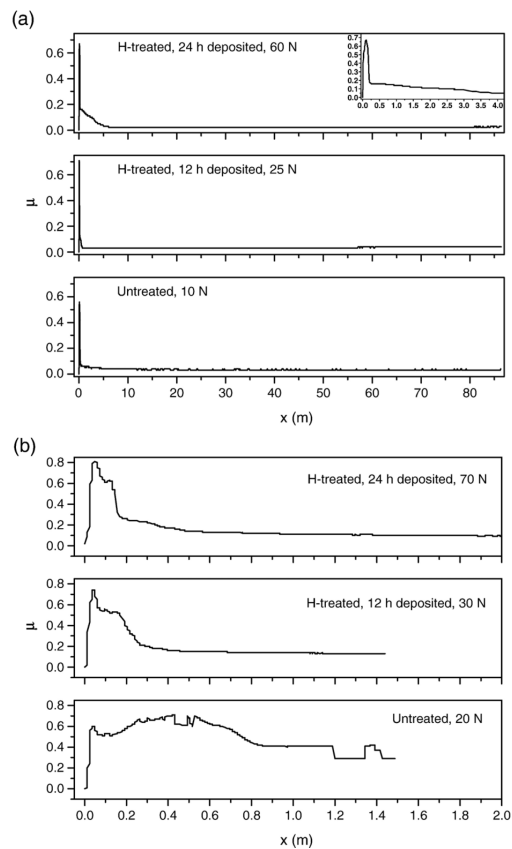 (a)
H-treated, 24 h deposited, 60 N
0.7
0.6
0.5
0.4
0.3
0.2
0.1
0.0
0.0 0.5 1.0 1.5 2.0 2.5 3.0 3.5 4.0
0.6
0.4
0.2
0.0
H-treated, 12 h deposited, 25 N
0.6
0.4
0.2
0.0
μ
Untreated, 10 N
0.6
0.4
0.2
0.0
0 10 20 30 40 50 60 70 80
x (m)
(b)
H-treated, 24 h deposited, 70 N
0.8
0.6
0.4
0.2
0.0
H-treated, 12 h deposited, 30 N
0.8
0.6
0.4
0.2
0.0
μ
Untreated, 20 N
0.8
0.6
0.4
0.2
0.0
0.0 0.2 0.4 0.6 0.8 1.0 1.2 1.4 1.6 1.8 2.0
x (m)